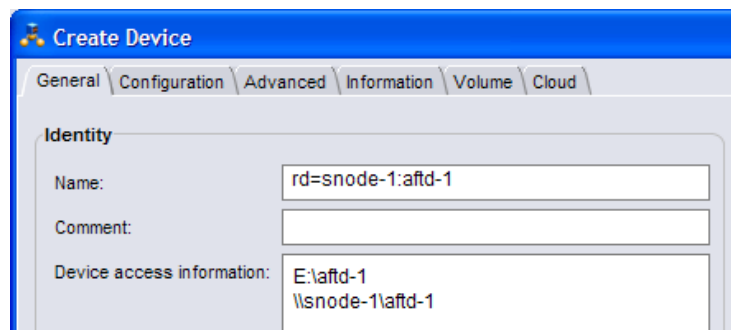 Create Device
General Configuration Advanced Information Volume Cloud
Identity
Name: rd=snode-1:aftd-1
Comment:
Device access information: E:\aftd-1
\\snode-1\aftd-1